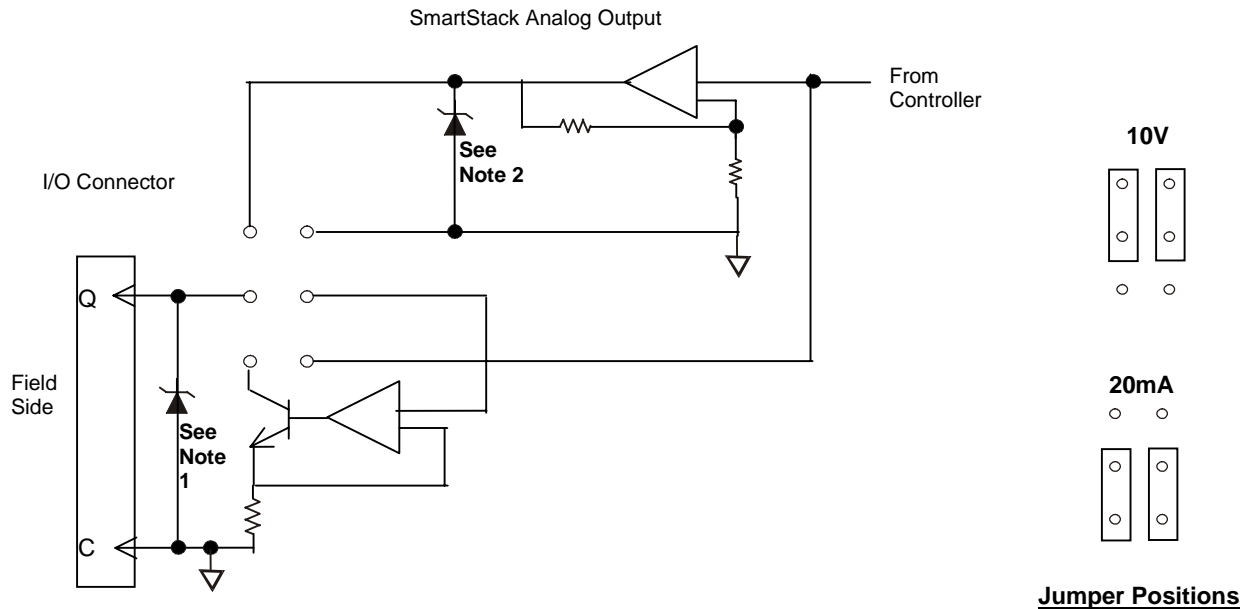 SmartStack Analog Output
From
Controller
10V
See
Note 2
I/O Connector
Q
Field
Side
See
Note
1
20mA
C
Jumper Positions